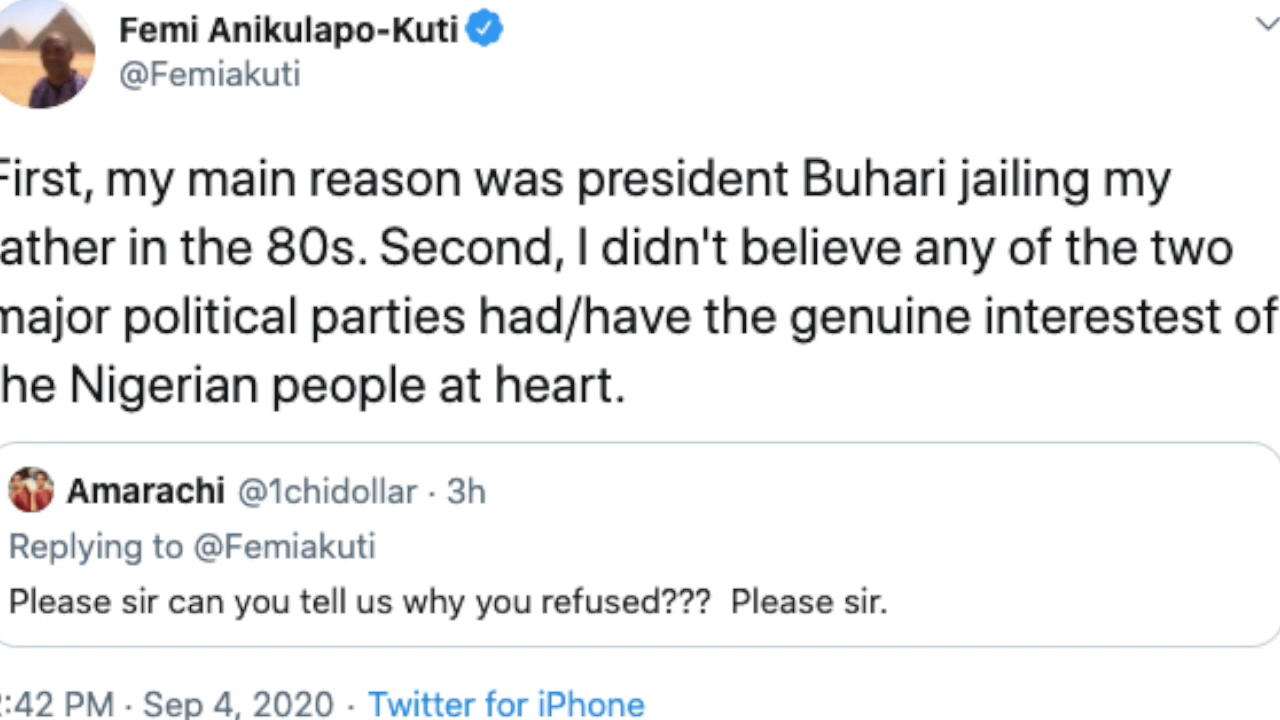 Femi Anikulapo-Kuti
@Femiakuti
First, my main reason was president Buhari jailing my
ather in the 80s. Second, I didn't believe any of the two
major political parties had/have the genuine interestest of
he Nigerian people at heart.
Amarachi @1chidollar · 3h
Replying to @Femiakuti
Please sir can you tell us why you refused??? Please sir.
:42 PM · Sep 4, 2020 · Twitter for iPhone